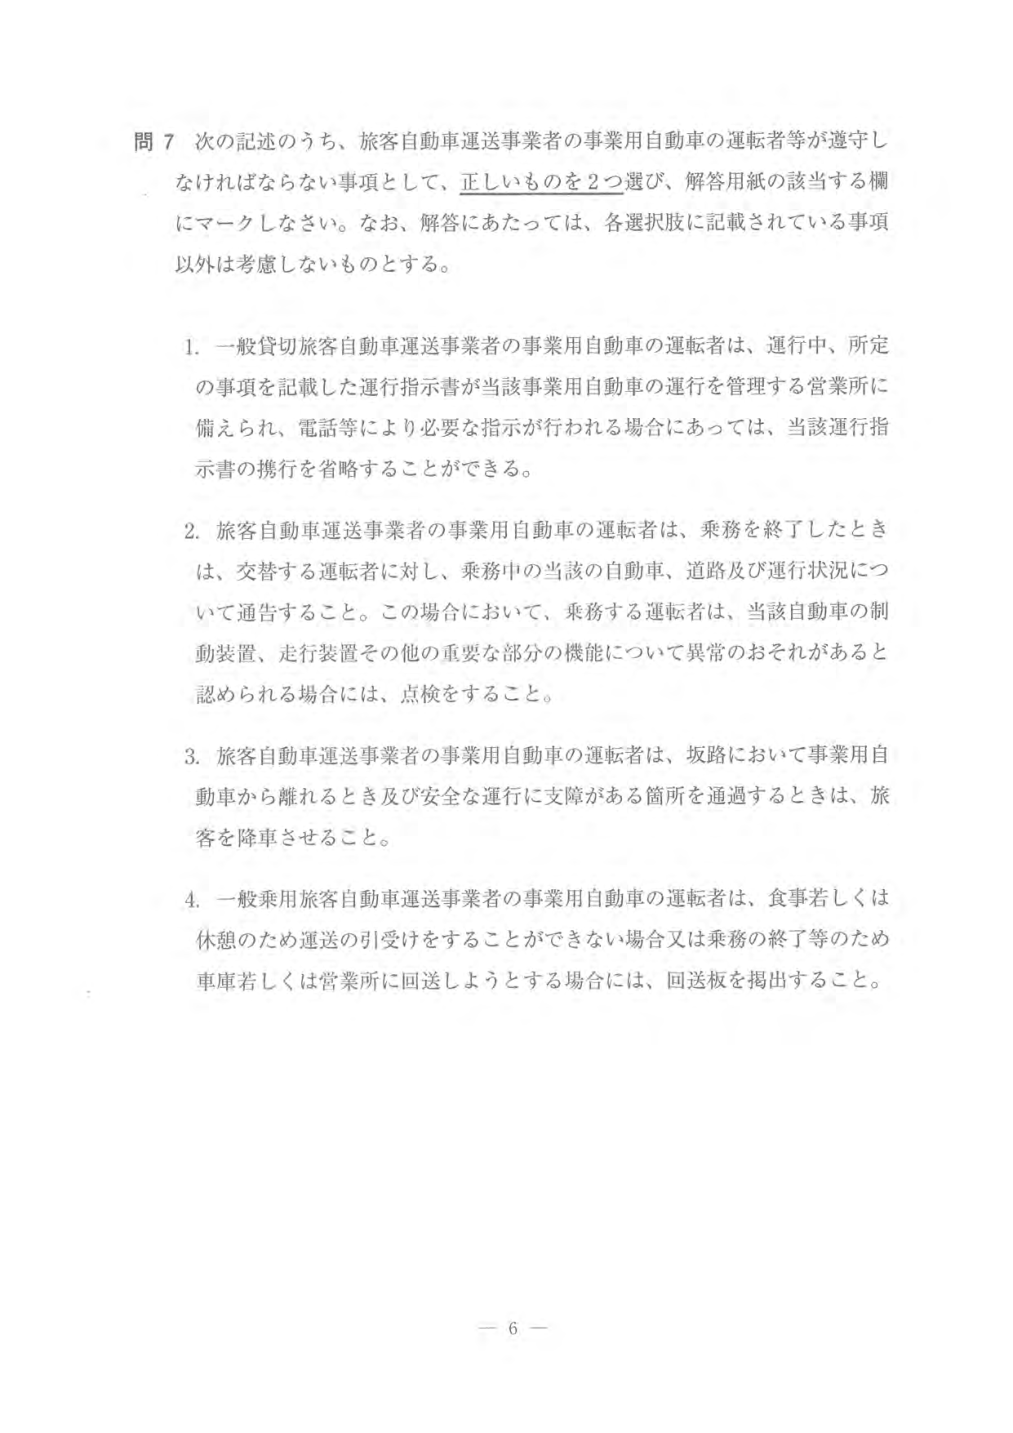 問 7 次の記述のうち、旅客自動車運送事業者の事業用自動車の運転者等が遵守し
なければならない事項として、正しいものを2つ選び、解答用紙の該当する欄
にマークしなさい。なお、解答にあたっては、各選択肢に記載されている事項
以外は考慮しないものとする。
1. 一般貸切旅客自動車運送事業者の事業用自動車の運転者は、運行中、所定
の事項を記載した運行指示書が当該事業用自動車の運行を管理する営業所に
備えられ、電話等により必要な指示が行われる場合にあっては、当該運行指
示書の携行を省略することができる。
2. 旅客自動車運送事業者の事業用自動車の運転者は、乗務を終了したとき
は、交替する運転者に対し、乗務中の当該の自動車、道路及び運行状況につ
いて通告すること。この場合において、乗務する運転者は、当該自動車の制
動装置、走行装置その他の重要な部分の機能について異常のおそれがあると
認められる場合には、点検をすること。
3. 旅客自動車運送事業者の事業用自動車の運転者は、坂路において事業用自
動車から離れるとき及び安全な運行に支障がある箇所を通過するときは、旅
客を降車させること。
4. 一般乗用旅客自動車運送事業者の事業用自動車の運転者は、食事若しくは
休憩のため運送の引受けをすることができない場合又は乗務の終了等のため
車庫若しくは営業所に回送しようとする場合には、回送板を掲出すること。
― 6 ―